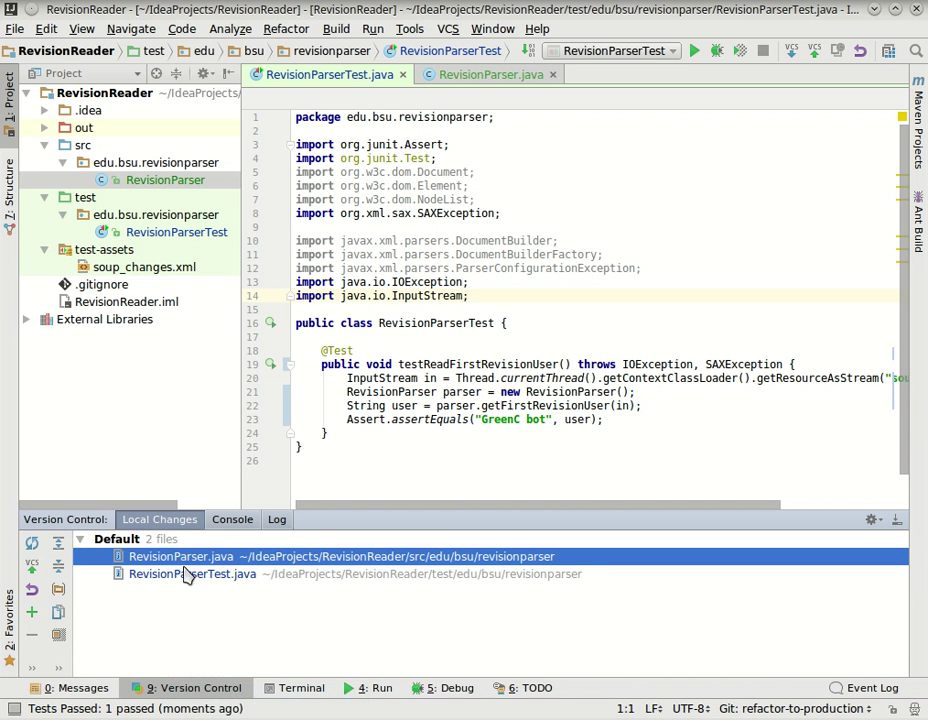 RevisionReader - [~/IdeaProjects/RevisionReader] - [RevisionReader] - ~/IdeaProjects/RevisionReader/test/edu/bsu/revisionparser/RevisionParserTest.java - I...
File Edit View Navigate Code Analyze Refactor Build Run Tools VCS Window Help
RevisionReader test edu bsu revisionparser RevisionParserTest RevisionParserTest VCS VCS
Project
RevisionParserTest.java × RevisionParser.java ×
1: Project
7: Structure
2: Favorites
RevisionReader ~/IdeaProjects/
.idea
out
src
edu.bsu.revisionparser
RevisionParser
test
edu.bsu.revisionparser
RevisionParserTest
test-assets
soup_changes.xml
.gitignore
RevisionReader.iml
External Libraries
1 package edu.bsu.revisionparser;
2
3 import org.junit.Assert;
4 import org.junit.Test;
5 import org.w3c.dom.Document;
6 import org.w3c.dom.Element;
7 import org.w3c.dom.NodeList;
8 import org.xml.sax.SAXException;
9
10 import javax.xml.parsers.DocumentBuilder;
11 import javax.xml.parsers.DocumentBuilderFactory;
12 import javax.xml.parsers.ParserConfigurationException;
13 import java.io.IOException;
14 import java.io.InputStream;
15
16 public class RevisionParserTest {
17
18 @Test
19 public void testReadFirstRevisionUser() throws IOException, SAXException {
20 InputStream in = Thread.currentThread().getContextClassLoader().getResourceAsStream("sou
21 RevisionParser parser = new RevisionParser();
22 String user = parser.getFirstRevisionUser(in);
23 Assert.assertEquals("GreenC bot", user);
24 }
25 }
26
Maven Projects
Ant Build
Version Control: Local Changes Console Log
Default 2 files
RevisionParser.java ~/IdeaProjects/RevisionReader/src/edu/bsu/revisionparser
RevisionParserTest.java ~/IdeaProjects/RevisionReader/test/edu/bsu/revisionparser
VCS
0: Messages 9: Version Control Terminal 4: Run 5: Debug 6: TODO Event Log
Tests Passed: 1 passed (moments ago) 1:1 LF UTF-8 Git: refactor-to-production